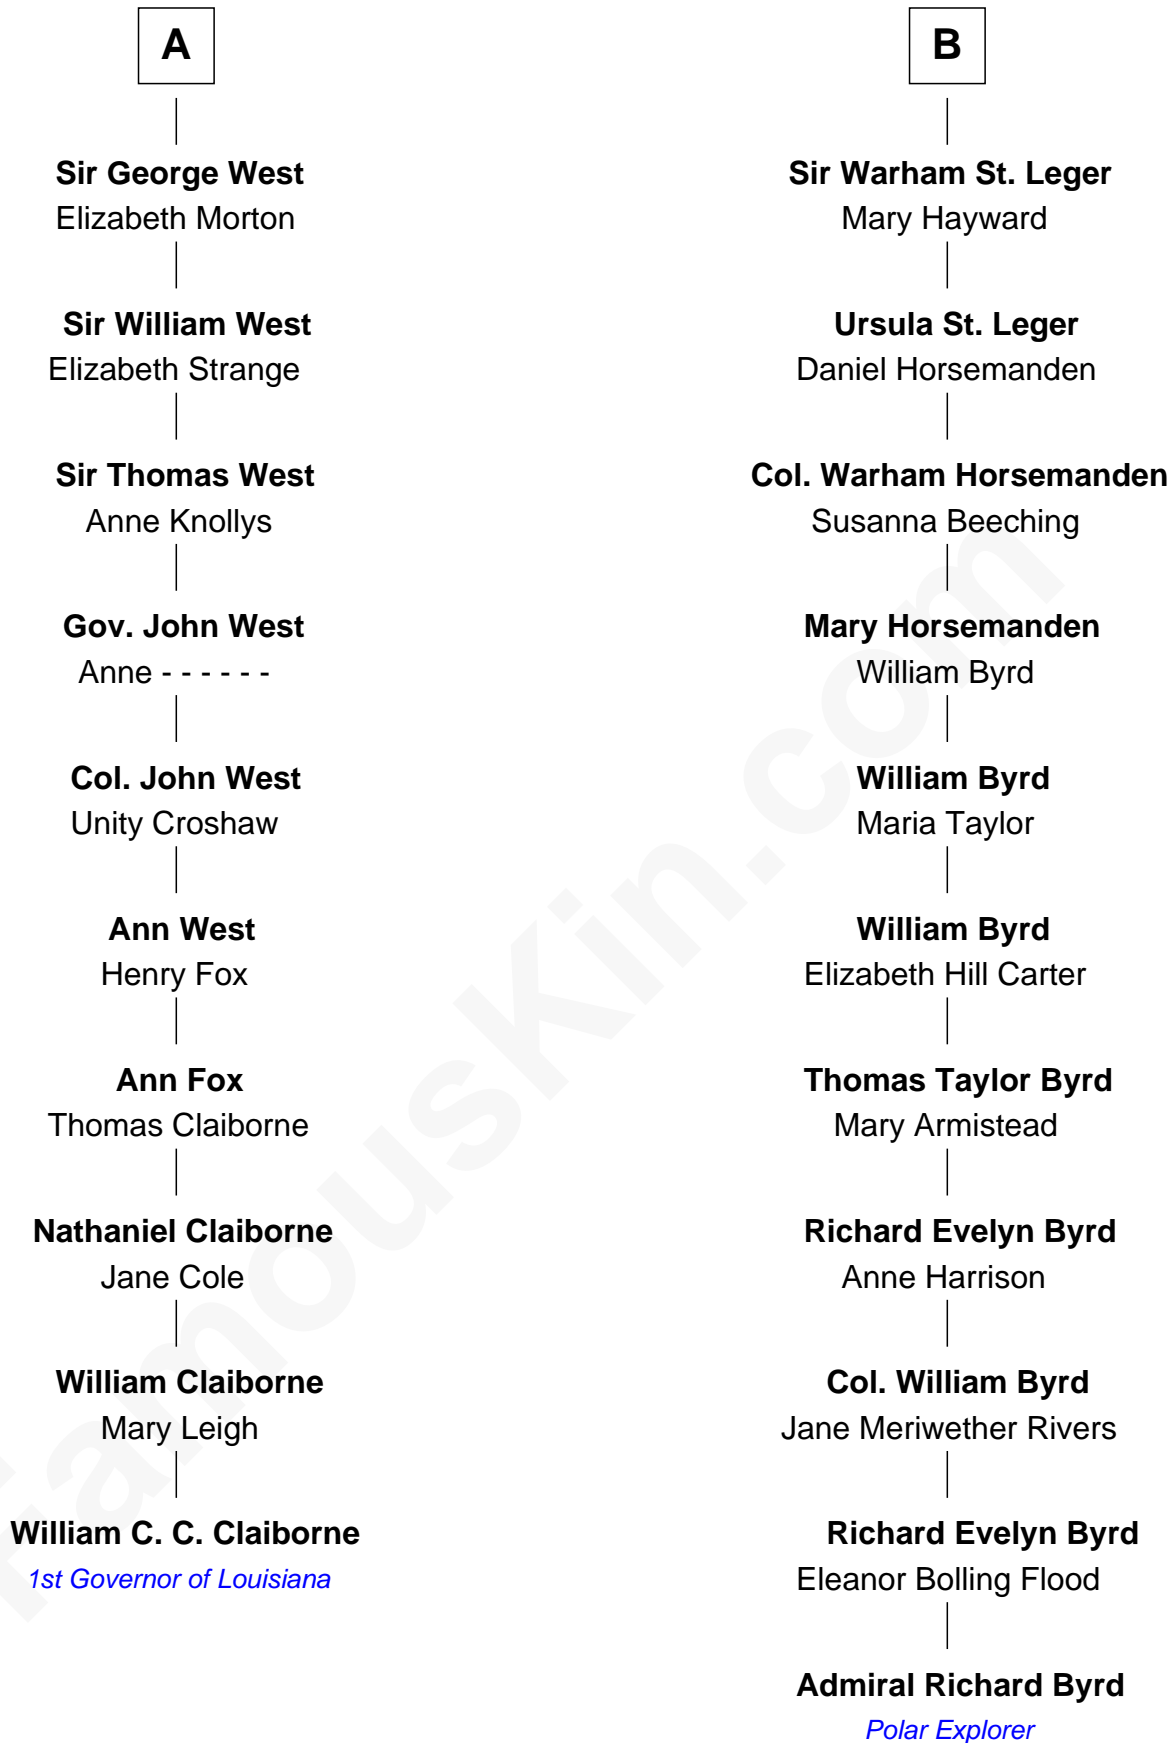 A
Sir George West
Elizabeth Morton
Sir William West
Elizabeth Strange
Sir Thomas West
Anne Knollys
Gov. John West
Anne - - - - - -
Col. John West
Unity Croshaw
Ann West
Henry Fox
Ann Fox
Thomas Claiborne
Nathaniel Claiborne
Jane Cole
William Claiborne
Mary Leigh
William C. C. Claiborne
1st Governor of Louisiana
B
Sir Warham St. Leger
Mary Hayward
Ursula St. Leger
Daniel Horsemanden
Col. Warham Horsemanden
Susanna Beeching
Mary Horsemanden
William Byrd
William Byrd
Maria Taylor
William Byrd
Elizabeth Hill Carter
Thomas Taylor Byrd
Mary Armistead
Richard Evelyn Byrd
Anne Harrison
Col. William Byrd
Jane Meriwether Rivers
Richard Evelyn Byrd
Eleanor Bolling Flood
Admiral Richard Byrd
Polar Explorer
FamousKin.com